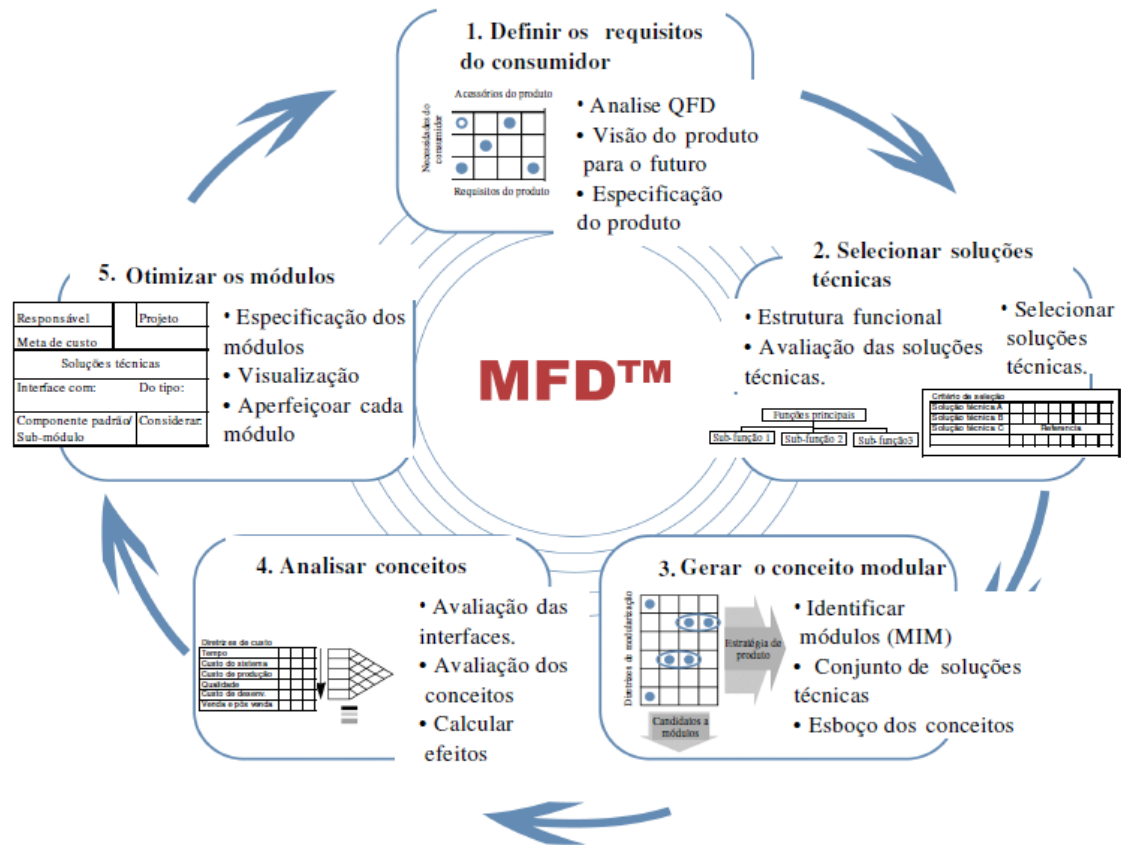 1. Definir os requisitos
do consumidor
Acessórios do produto
Necessidades do
consumidor
Requisitos do produto
• Analise QFD
• Visão do produto
para o futuro
• Especificação
do produto
2. Selecionar soluções
técnicas
• Estrutura funcional
• Avaliação das soluções
técnicas.
• Selecionar
soluções
técnicas.
Funções principais
Sub-função 1
Sub-função 2
Sub-função3
Critério de seleção
Solução técnica A
Solução técnica B
Solução técnica C
Referencia
3. Gerar o conceito modular
Diretrizes de modularização
Estratégia de
produto
Candidatos a
módulos
• Identificar
módulos (MIM)
• Conjunto de soluções
técnicas
• Esboço dos conceitos
4. Analisar conceitos
Diretrizes de custo
Tempo
Custo do sistema
Custo de produção
Qualidade
Custo de desenv.
Venda e pós venda
• Avaliação das
interfaces.
• Avaliação dos
conceitos
• Calcular
efeitos
5. Otimizar os módulos
Responsável
Projeto
Meta de custo
Soluções técnicas
Interface com:
Do tipo:
Componente padrão/
Sub-módulo
Considerar:
• Especificação dos
módulos
• Visualização
• Aperfeiçoar cada
módulo
MFD™